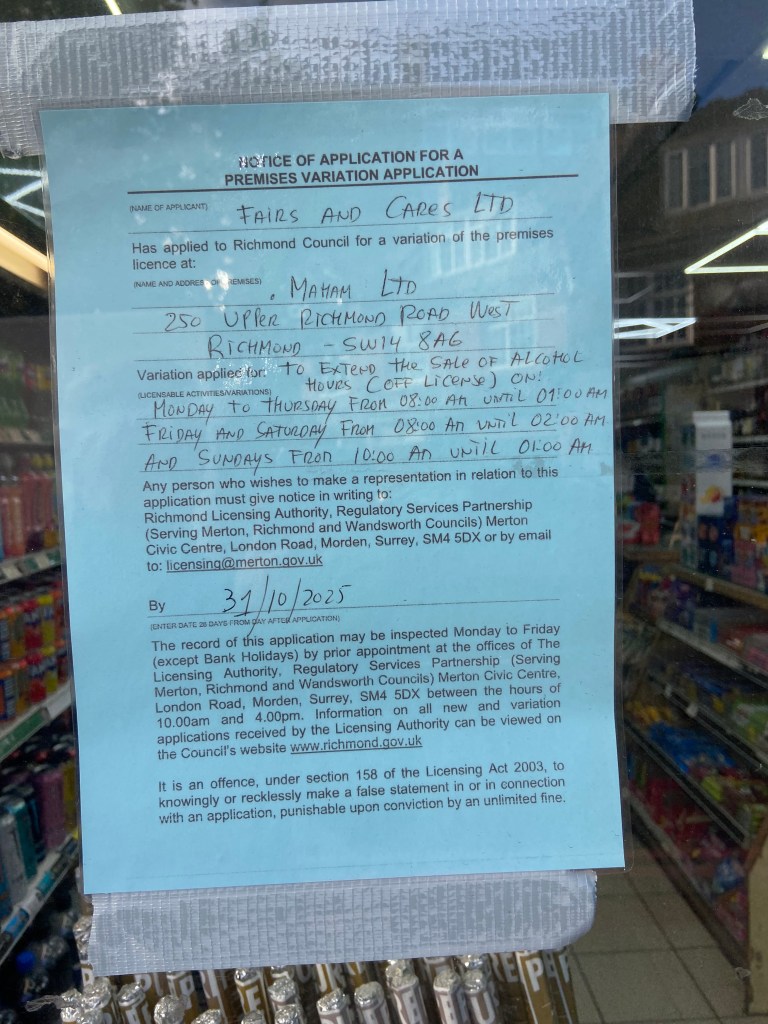 NOTICE OF APPLICATION FOR A
PREMISES VARIATION APPLICATION
(NAME OF APPLICANT) FAIRS AND CARES LTD
Has applied to Richmond Council for a variation of the premises
licence at:
(NAME AND ADDRESS OF PREMISES) MAHAM LTD
250 UPPER RICHMOND ROAD WEST
RICHMOND - SW14 8AG
Variation applied for: TO EXTEND the SALE OF ALCOHOL
(LICENSABLE ACTIVITIES/VARIATIONS) HOURS (OFF LICENSE) ON:
MONDAY TO THURSDAY FROM 08:00 AM UNTIL 01:00 AM
FRIDAY AND SATURDAY FROM 08:00 AM UNTIL 02:00 AM
AND SUNDAYS FROM 10:00 AM UNTIL 01:00 AM
Any person who wishes to make a representation in relation to this
application must give notice in writing to:
Richmond Licensing Authority, Regulatory Services Partnership
(Serving Merton, Richmond and Wandsworth Councils) Merton
Civic Centre, London Road, Morden, Surrey, SM4 5DX or by email
to: licensing@merton.gov.uk
By 31/10/2025
(ENTER DATE 28 DAYS FROM DAY AFTER APPLICATION)
The record of this application may be inspected Monday to Friday
(except Bank Holidays) by prior appointment at the offices of The
Licensing Authority, Regulatory Services Partnership (Serving
Merton, Richmond and Wandsworth Councils) Merton Civic Centre,
London Road, Morden, Surrey, SM4 5DX between the hours of
10.00am and 4.00pm. Information on all new and variation
applications received by the Licensing Authority can be viewed on
the Council's website www.richmond.gov.uk
It is an offence, under section 158 of the Licensing Act 2003, to
knowingly or recklessly make a false statement in or in connection
with an application, punishable upon conviction by an unlimited fine.